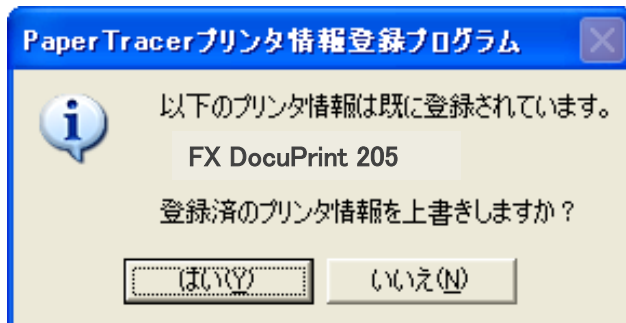 PaperTracerプリンタ情報登録プログラム
以下のプリンタ情報は既に登録されています。
FX DocuPrint 205
登録済のプリンタ情報を上書きしますか？
はい(Y) いいえ(N)